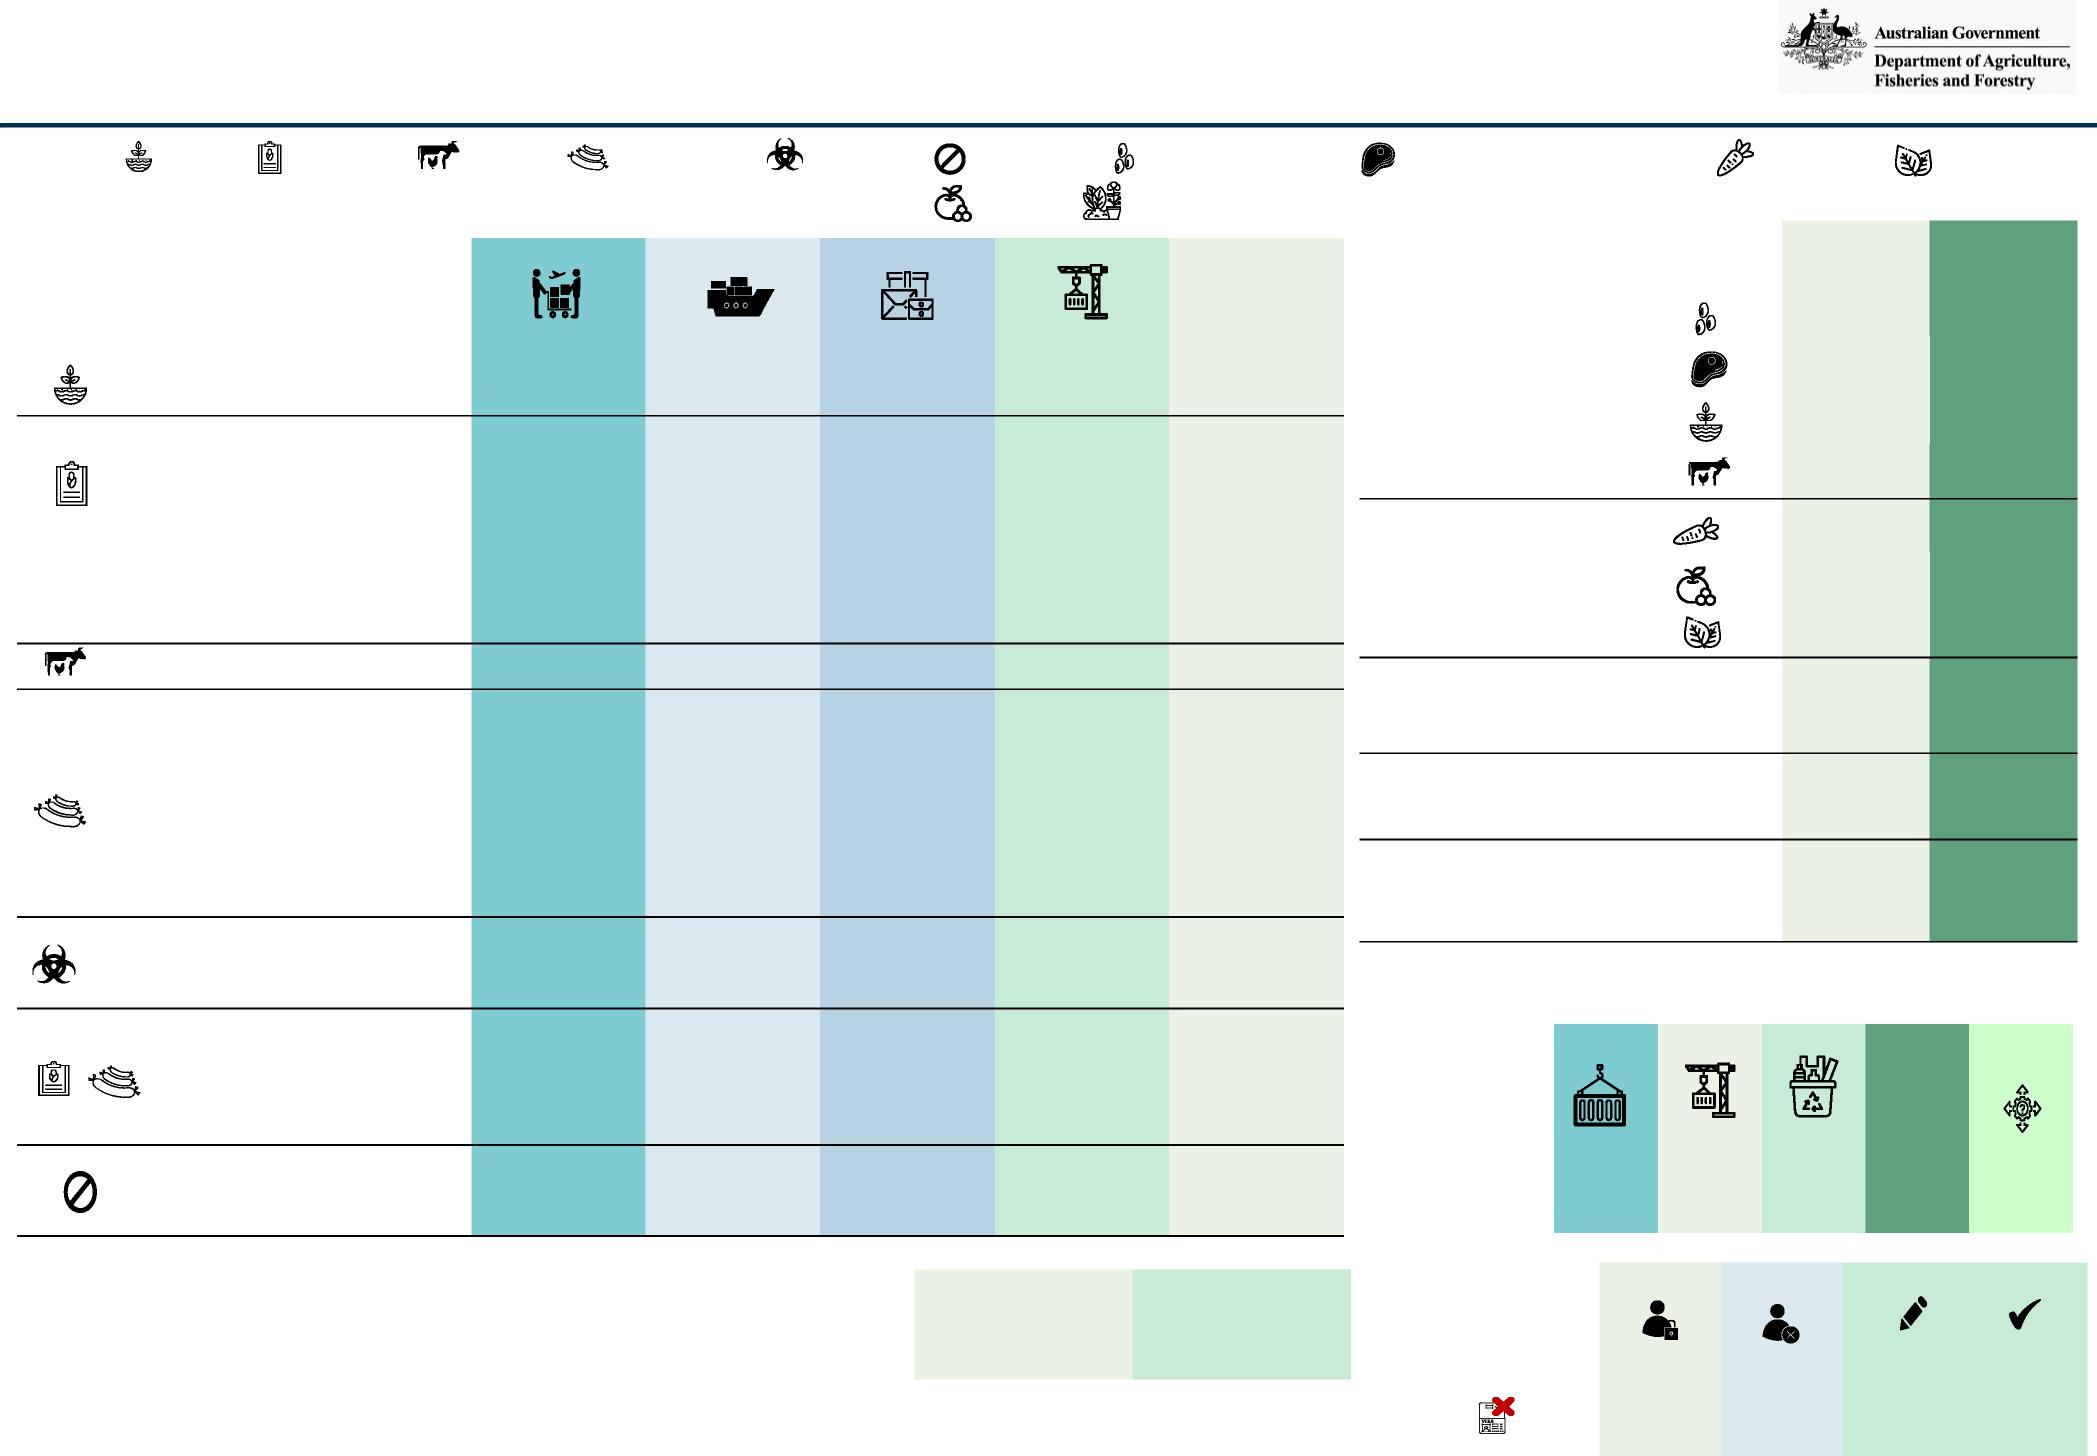 Australian Government
Department of Agriculture,
Fisheries and Forestry